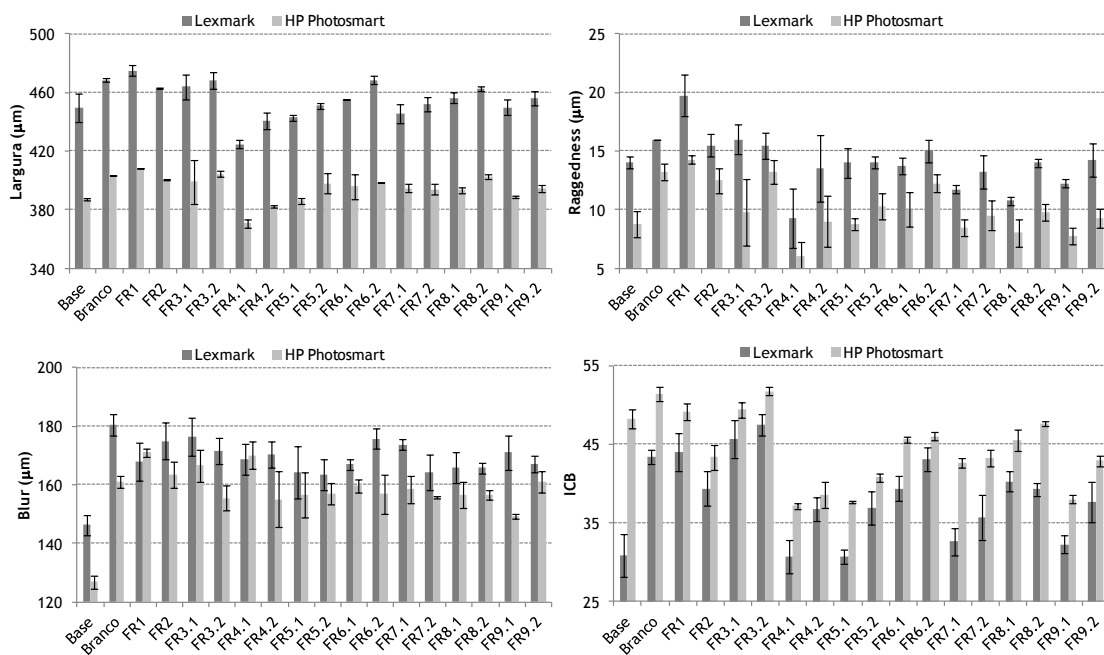 Lexmark HP Photosmart
500
460
420
380
340
Largura (µm)
Base Branco FR1 FR2 FR3.1 FR3.2 FR4.1 FR4.2 FR5.1 FR5.2 FR6.1 FR6.2 FR7.1 FR7.2 FR8.1 FR8.2 FR9.1 FR9.2
Lexmark HP Photosmart
25
20
15
10
5
Raggedness (µm)
Base Branco FR1 FR2 FR3.1 FR3.2 FR4.1 FR4.2 FR5.1 FR5.2 FR6.1 FR6.2 FR7.1 FR7.2 FR8.1 FR8.2 FR9.1 FR9.2
Lexmark HP Photosmart
200
180
160
140
120
Blur (µm)
Base Branco FR1 FR2 FR3.1 FR3.2 FR4.1 FR4.2 FR5.1 FR5.2 FR6.1 FR6.2 FR7.1 FR7.2 FR8.1 FR8.2 FR9.1 FR9.2
Lexmark HP Photosmart
55
45
35
25
ICB
Base Branco FR1 FR2 FR3.1 FR3.2 FR4.1 FR4.2 FR5.1 FR5.2 FR6.1 FR6.2 FR7.1 FR7.2 FR8.1 FR8.2 FR9.1 FR9.2